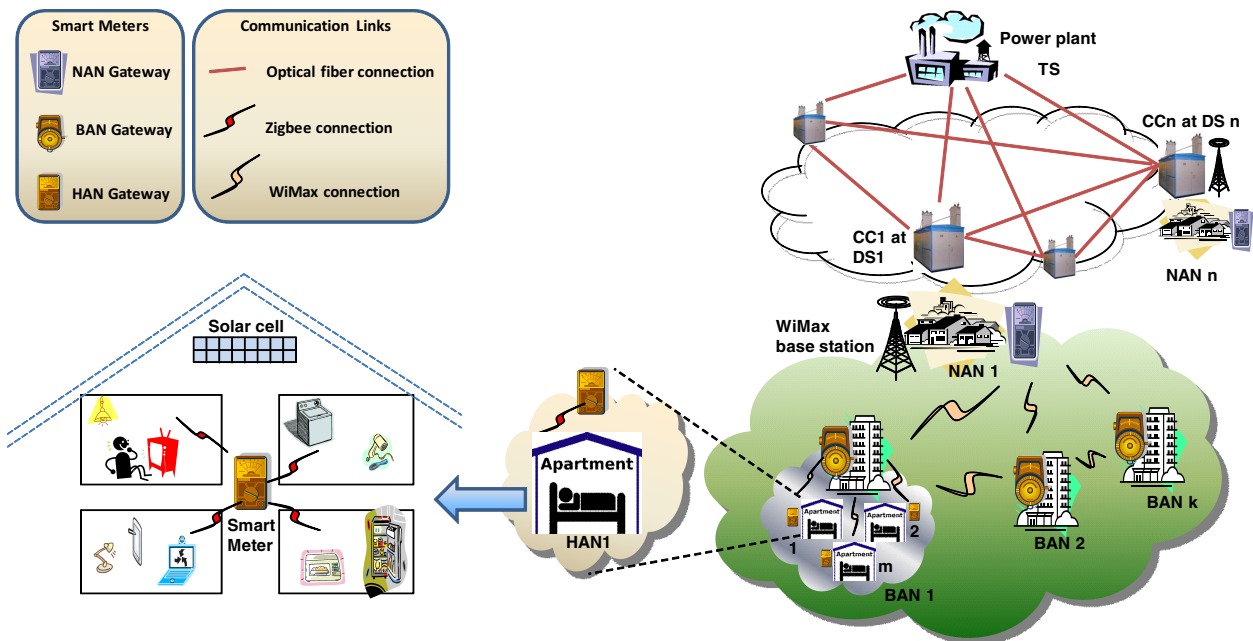 Smart Meters
NAN Gateway
BAN Gateway
HAN Gateway
Communication Links
Optical fiber connection
Zigbee connection
WiMax connection
Power plant
TS
CCn at DS n
CC1 at
DS1
NAN n
WiMax
base station
NAN 1
Solar cell
Smart
Meter
Apartment
HAN1
BAN k
BAN 2
Apartment
1
Apartment
2
Apartment
m
BAN 1